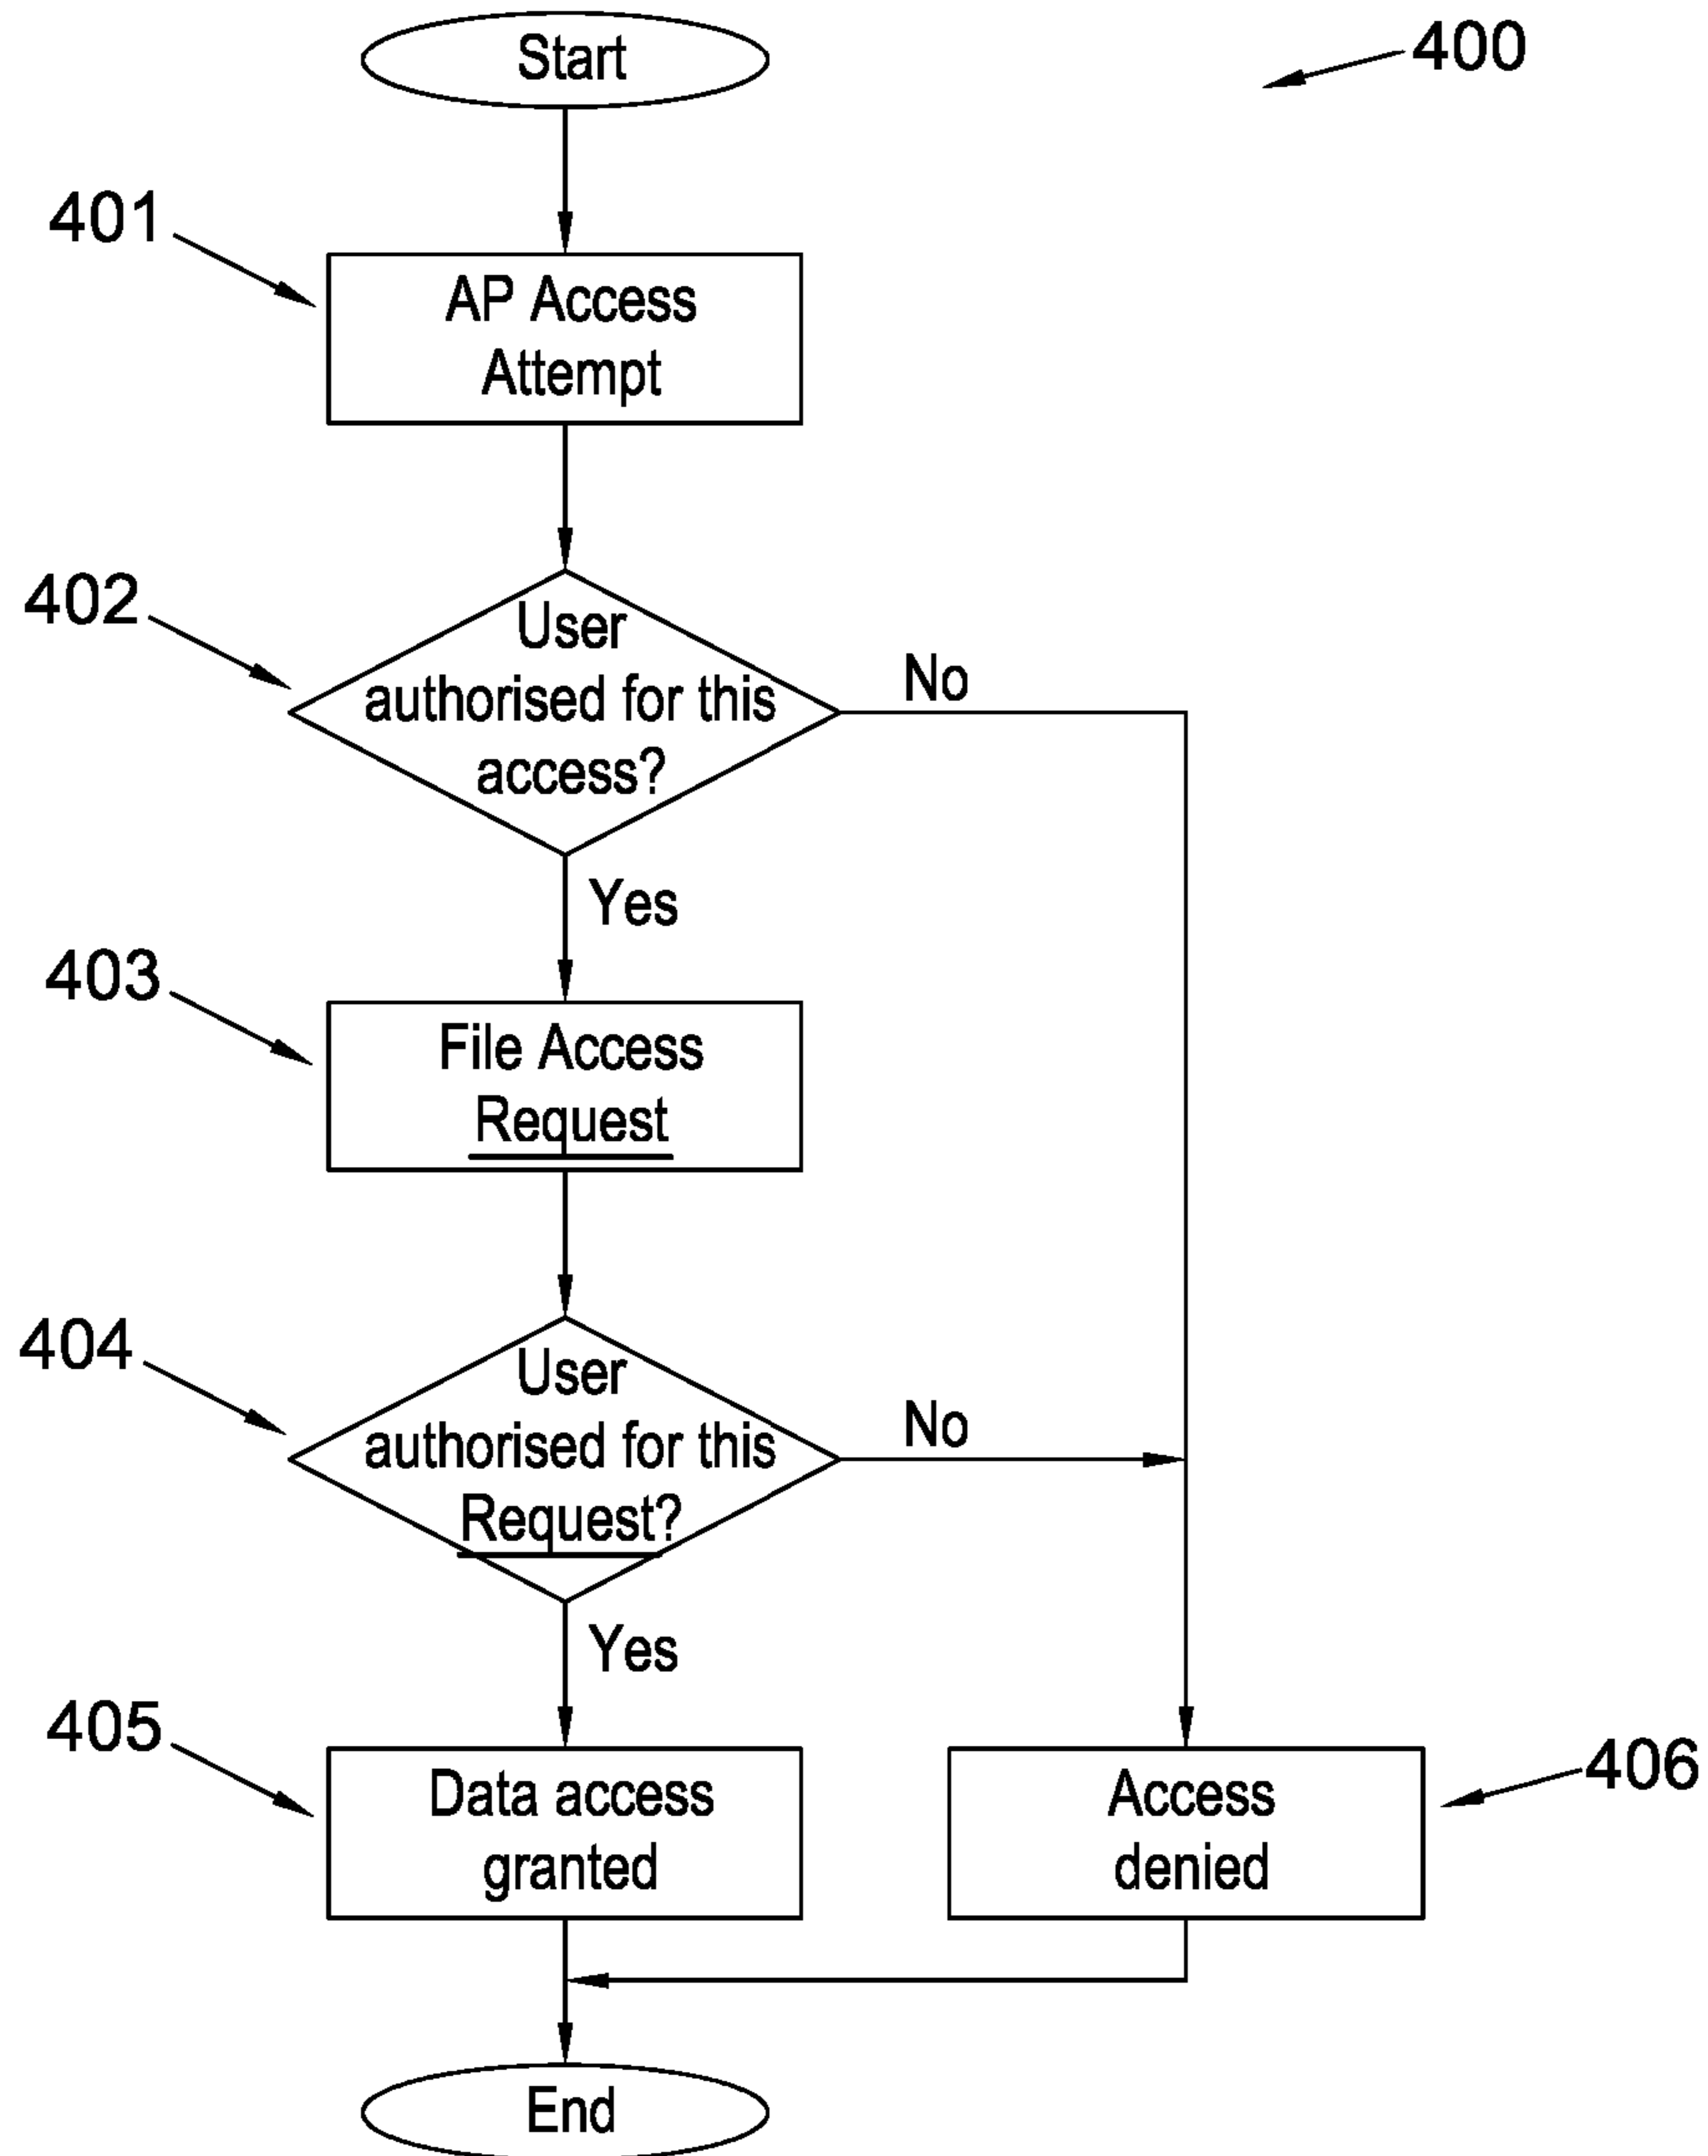 Start
400
401
AP Access
Attempt
402
User
authorised for this
access?
No
Yes
403
File Access
Request
404
User
authorised for this
Request?
No
Yes
405
Data access
granted
Access
denied
406
End